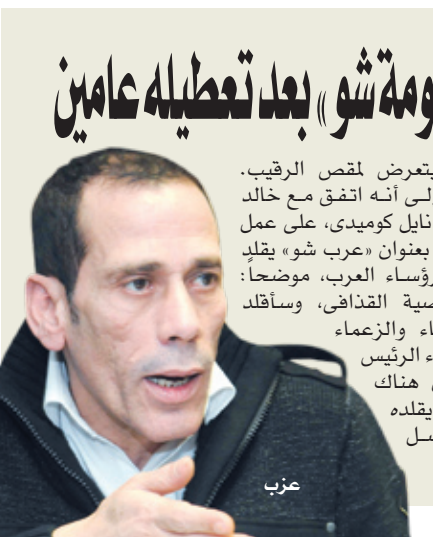 ومة شو» بعد تعطيله عامين
يتعرض لمقص الرقيب.
لى أنه اتفق مع خالد
نايل كوميدى، على عمل
بعنوان «عرب شو» يقلد
رؤساء العرب، موضحاً:
صية القذافى، وسأقلد
اء والزعماء
ء الرئيس
هناك
يقلده
سل
عزب